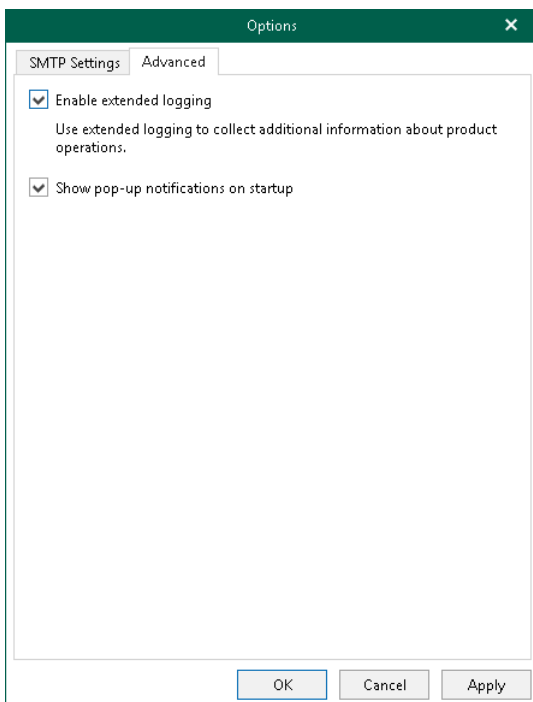 Options
SMTP Settings
Advanced
Enable extended logging
Use extended logging to collect additional information about product
operations.
Show pop-up notifications on startup
OK
Cancel
Apply